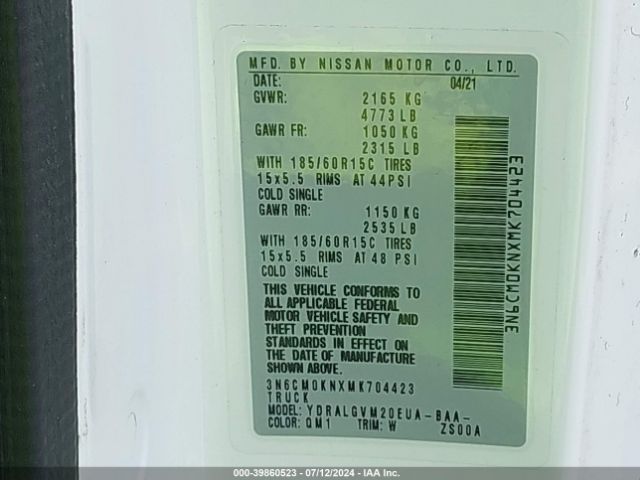 MFD. BY NISSAN MOTOR CO., LTD.
DATE: 04/21
GVWR: 2165 KG
4773 LB
GAWR FR: 1050 KG
2315 LB
WITH 185/60R15C TIRES
15x5.5 RIMS AT 44PSI
COLD SINGLE
GAWR RR: 1150 KG
2535 LB
WITH 185/60R15C TIRES
15x5.5 RIMS AT 48 PSI
COLD SINGLE
THIS VEHICLE CONFORMS TO
ALL APPLICABLE FEDERAL
MOTOR VEHICLE SAFETY AND
THEFT PREVENTION
STANDARDS IN EFFECT ON
THE DATE OF MANUFACTURE
SHOWN ABOVE.
3N6CM0KNXMK704423
TRUCK
MODEL: YDRALGVM20EUA-BAA-
ZS00A
COLOR: QM1 TRIM: W
3N6CM0KNXMK704423
000-39860523 - 07/12/2024 - IAA Inc.